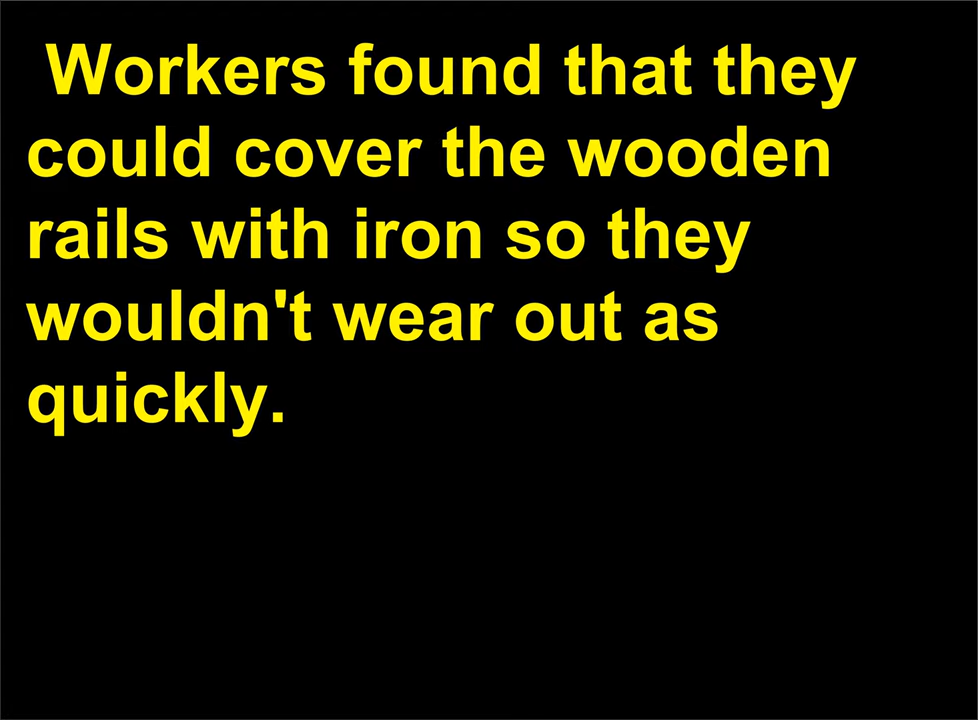 Workers found that they
could cover the wooden
rails with iron so they
wouldn't wear out as
quickly.